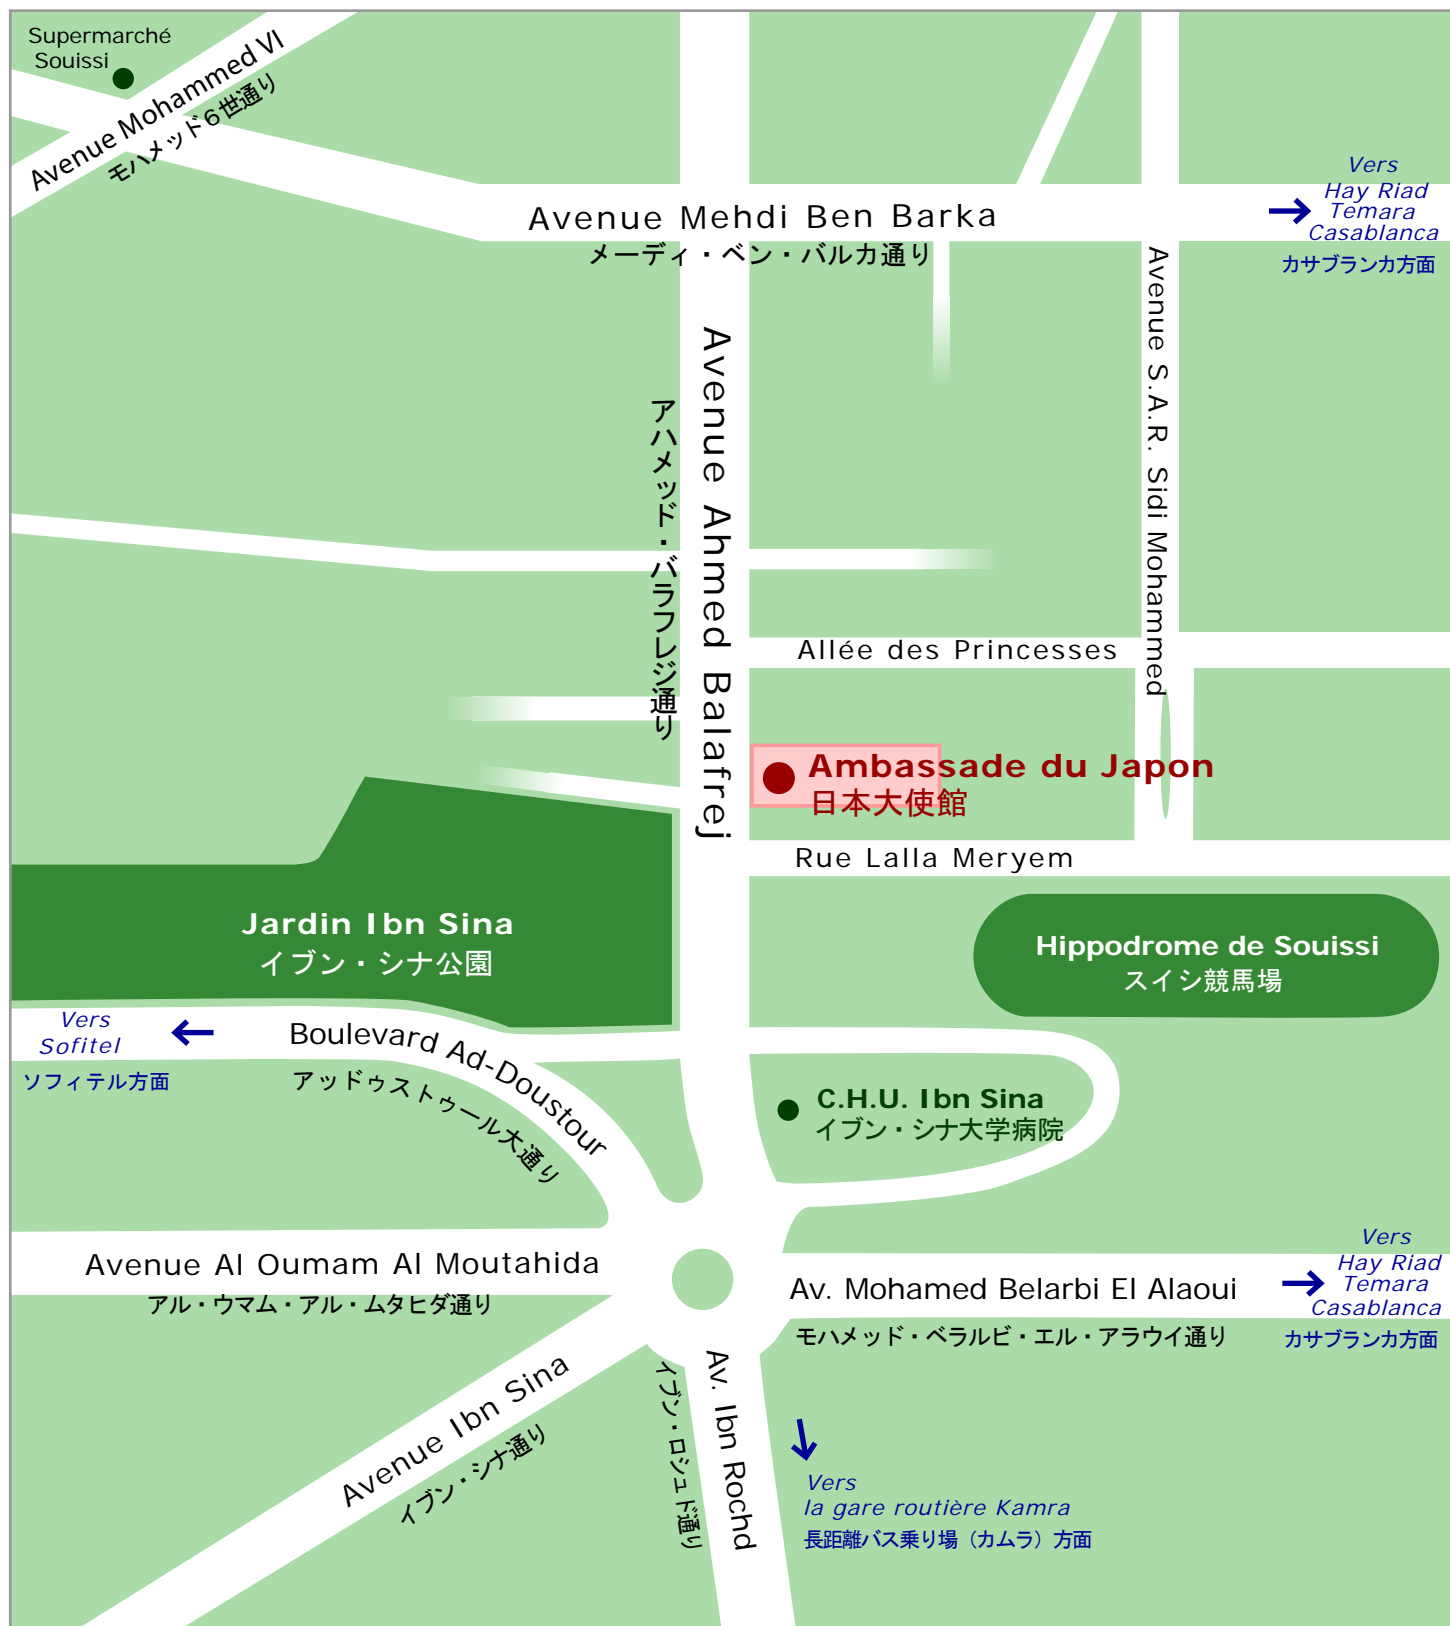 Supermarché
Souissi
Avenue Mohammed VI
モハメッド６世通り
Avenue Mehdi Ben Barka
メーディ・ベン・バルカ通り
Vers
Hay Riad
Temara
Casablanca
カサブランカ方面
Avenue Ahmed Balafrej
アハメッド・バラフレジ通り
Avenue S.A.R. Sidi Mohammed
Allée des Princesses
Ambassade du Japon
日本大使館
Rue Lalla Meryem
Jardin Ibn Sina
イブン・シナ公園
Hippodrome de Souissi
スイシ競馬場
Vers
Sofitel
ソフィテル方面
Boulevard Ad-Doustour
アッドゥストゥール大通り
C.H.U. Ibn Sina
イブン・シナ大学病院
Avenue Al Oumam Al Moutahida
アル・ウマム・アル・ムタヒダ通り
Av. Mohamed Belarbi El Alaoui
モハメッド・ベラルビ・エル・アラウイ通り
Vers
Hay Riad
Temara
Casablanca
カサブランカ方面
Avenue Ibn Sina
イブン・シナ通り
Av. Ibn Rochd
イブン・ロシュド通り
Vers
la gare routière Kamra
長距離バス乗り場（カムラ）方面